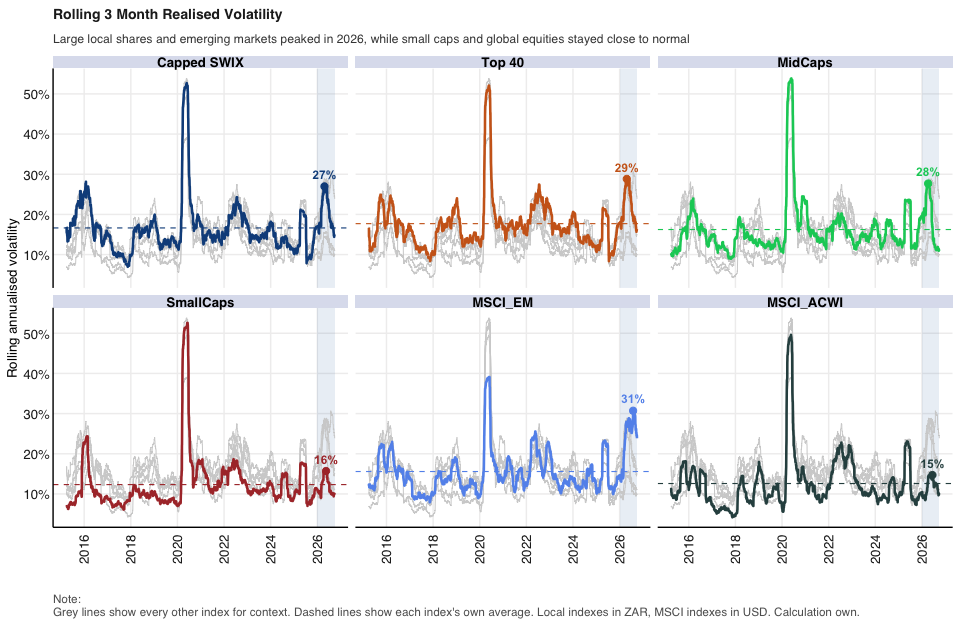 Rolling 3 Month Realised Volatility
Large local shares and emerging markets peaked in 2026, while small caps and global equities stayed close to normal
Capped SWIX
Top 40
MidCaps
50%
40%
30%
20%
10%
27%
29%
28%
Rolling annualised volatility
SmallCaps
MSCI_EM
MSCI_ACWI
50%
40%
30%
20%
10%
16%
31%
15%
2016 2018 2020 2022 2024 2026
2016 2018 2020 2022 2024 2026
2016 2018 2020 2022 2024 2026
Note:
Grey lines show every other index for context. Dashed lines show each index's own average. Local indexes in ZAR, MSCI indexes in USD. Calculation own.